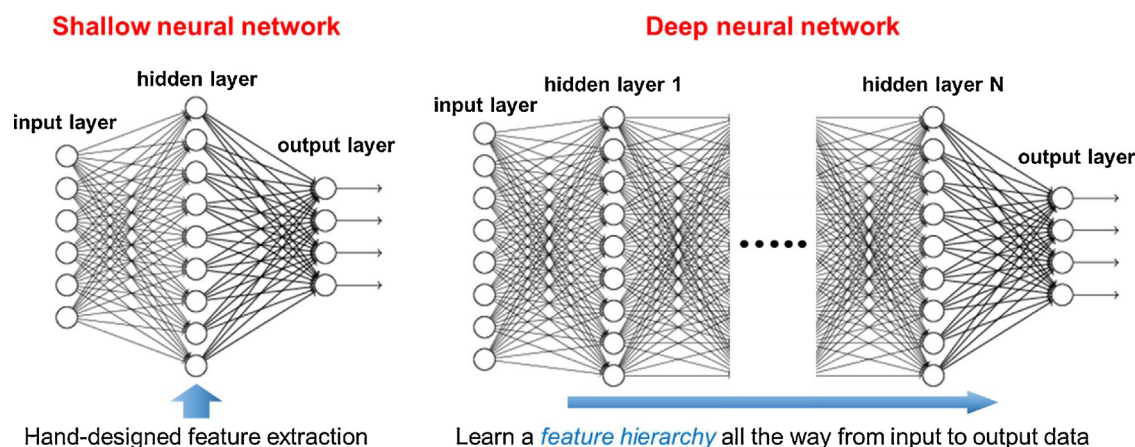 Shallow neural network
hidden layer
input layer
output layer
Hand-designed feature extraction
Deep neural network
hidden layer 1
hidden layer N
input layer
output layer
Learn a feature hierarchy all the way from input to output data